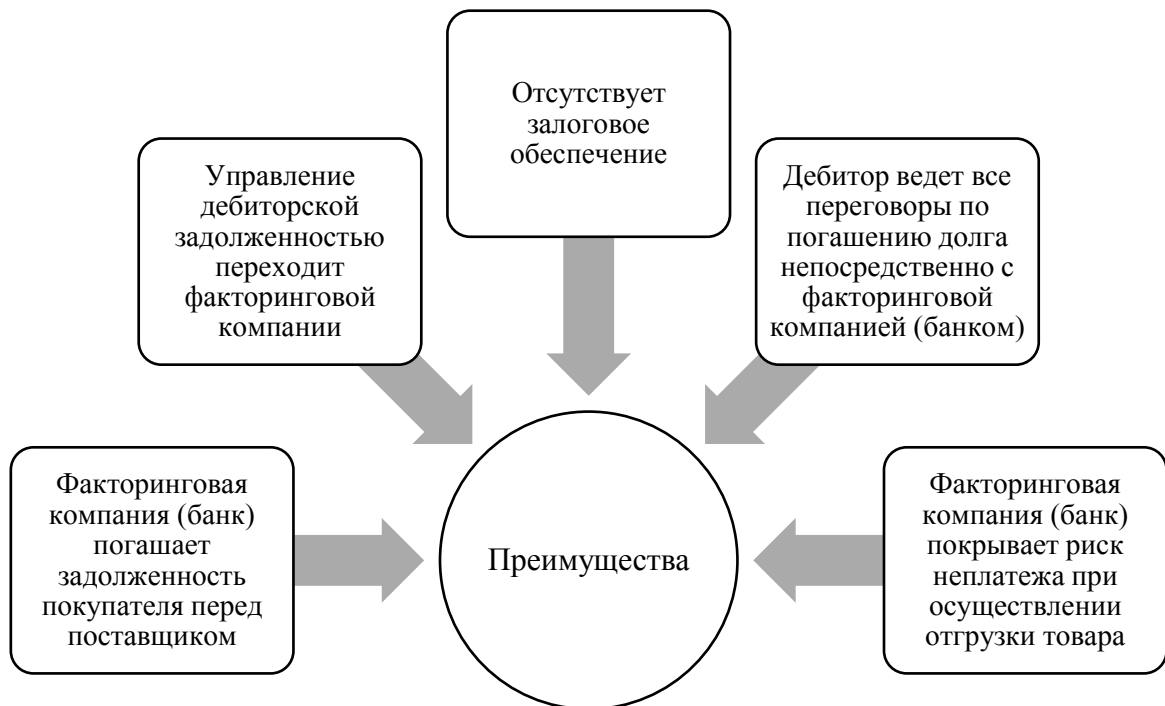 Отсутствует
залоговое
обеспечение
Управление
дебиторской
задолженностью
переходит
факторинговой
компании
Дебитор ведет все
переговоры по
погашению долга
непосредственно с
факторинговой
компанией (банком)
Факторинговая
компания (банк)
погашает
задолженность
покупателя перед
поставщиком
Преимущества
Факторинговая
компания (банк)
покрывает риск
неплатежа при
осуществлении
отгрузки товара